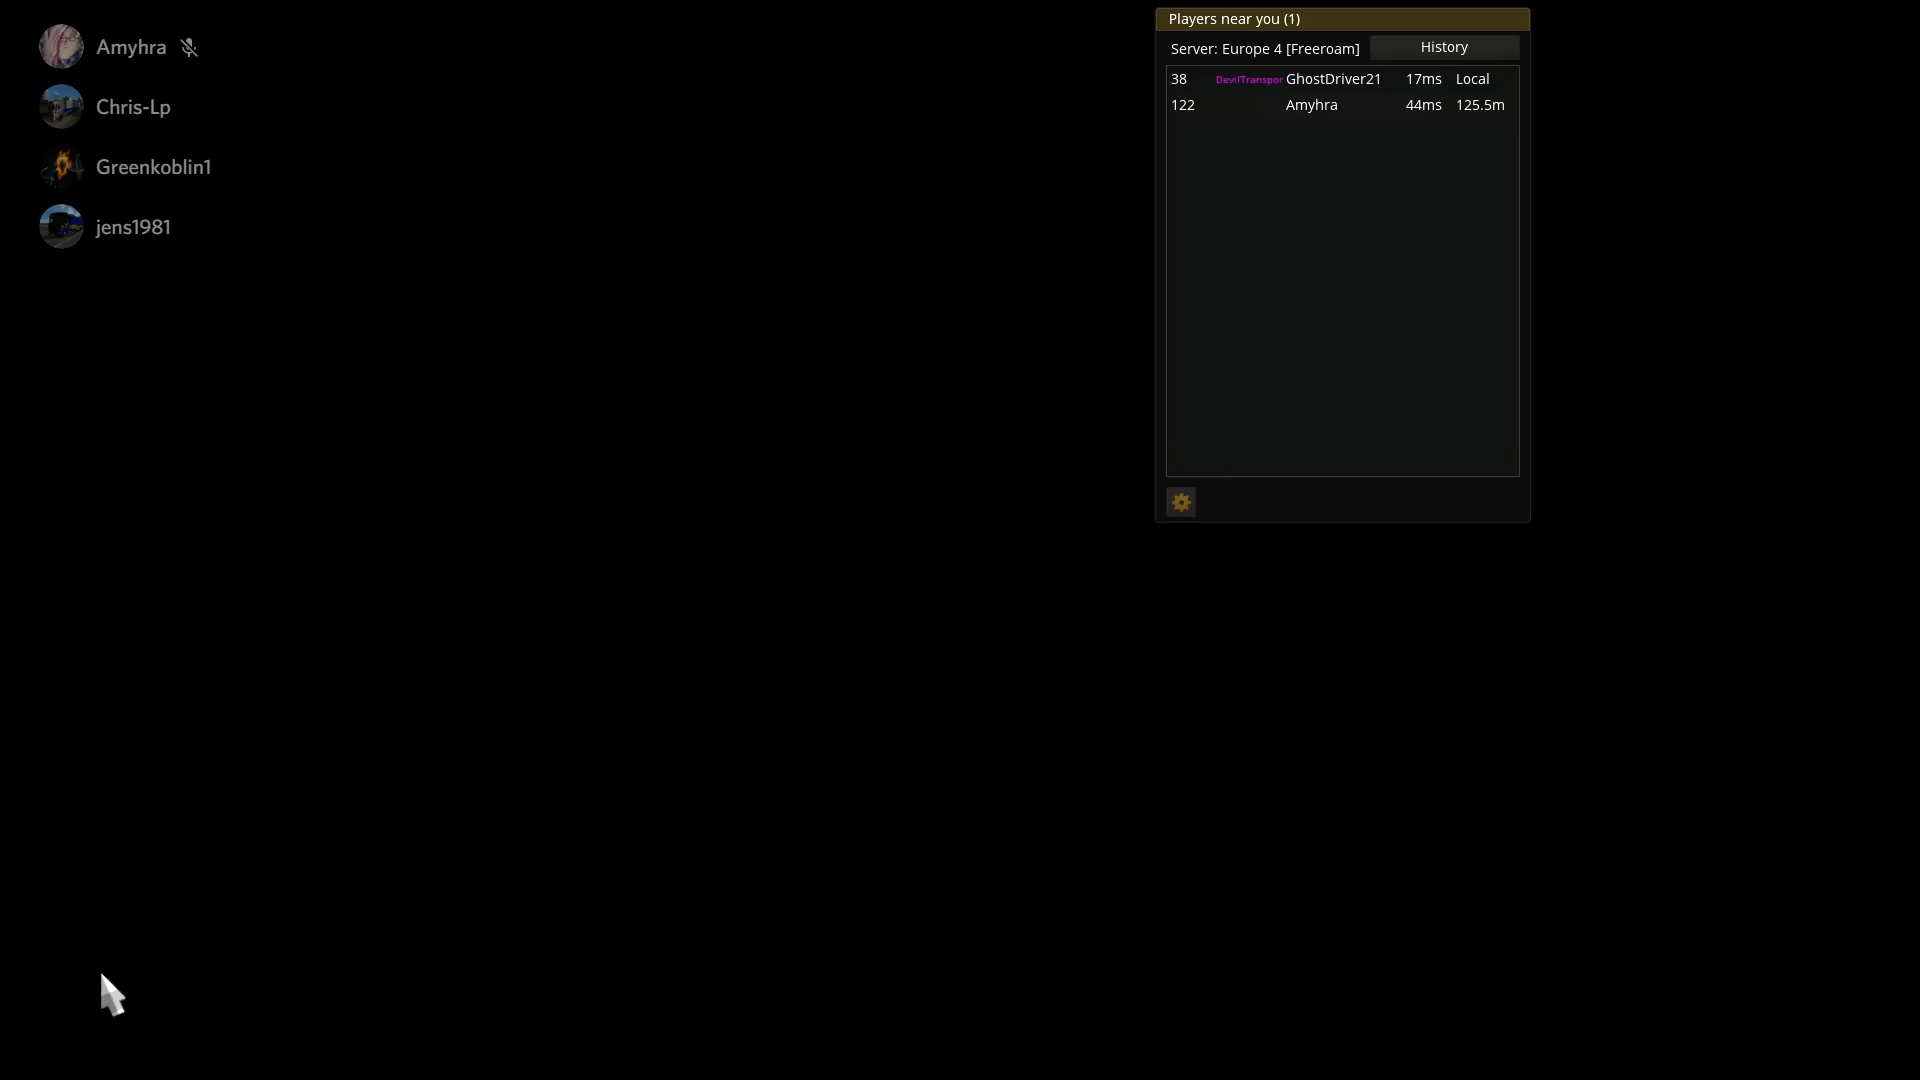 Amyhra
Chris-Lp
Greenkoblin1
jens1981
Players near you (1)
Server: Europe 4 [Freeroam] History
38 DevilTranspor GhostDriver21 17ms Local
122 Amyhra 44ms 125.5m